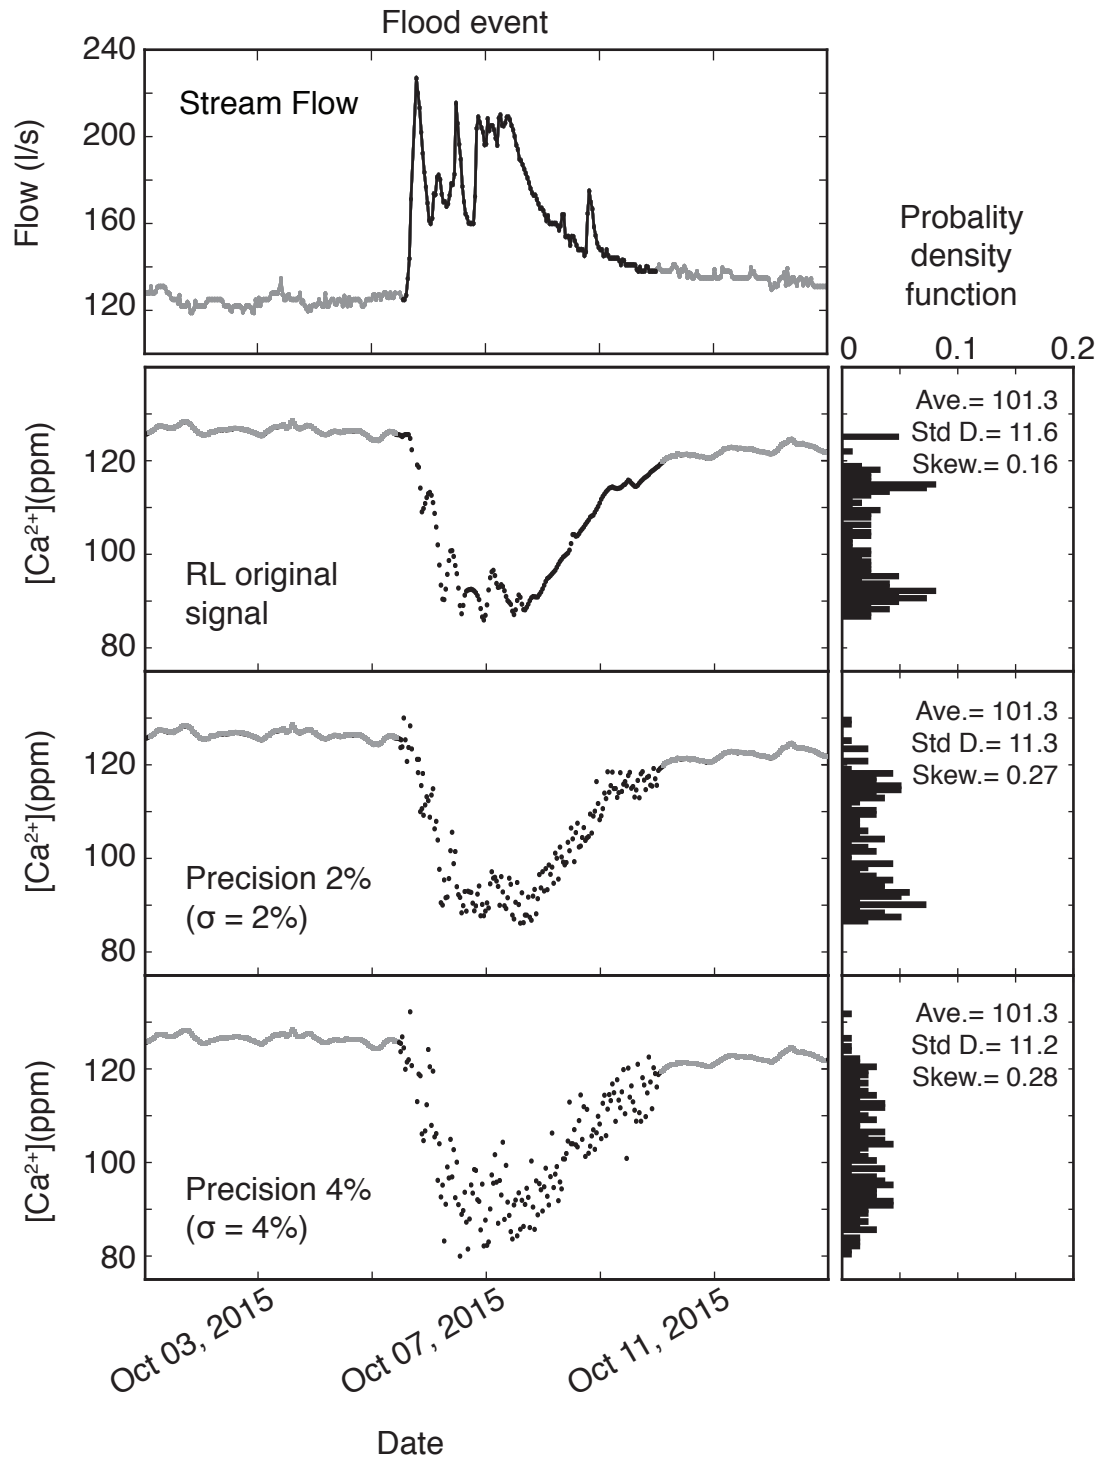 Flood event
240
200
160
120
Flow (l/s)
Stream Flow
Probality
density
function
0 0.1 0.2
120
100
80
[Ca²⁺](ppm)
RL original
signal
Ave.= 101.3
Std D.= 11.6
Skew.= 0.16
120
100
80
[Ca²⁺](ppm)
Precision 2%
(σ = 2%)
Ave.= 101.3
Std D.= 11.3
Skew.= 0.27
120
100
80
[Ca²⁺](ppm)
Precision 4%
(σ = 4%)
Ave.= 101.3
Std D.= 11.2
Skew.= 0.28
Oct 03, 2015
Oct 07, 2015
Oct 11, 2015
Date